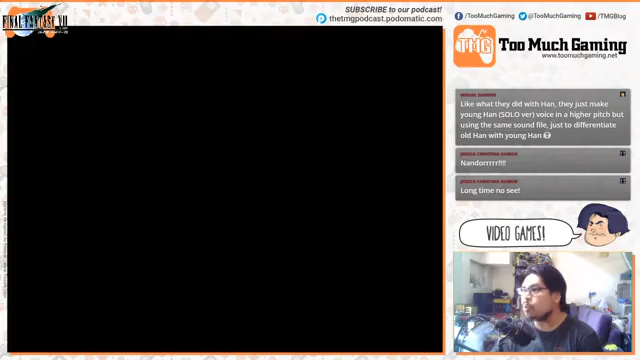 FINAL FANTASY VII
SUBSCRIBE to our podcast!
thetmgpodcast.podomatic.com
/TooMuchGaming
@TooMuchGaming
/TMGBlog
TMG
TOO MUCH GAMING
www.toomuchgaming.net
Like what they did with Han, they just make
young Han (SOLO ver) voice in a higher pitch but
using the same sound file, just to differentiate
old Han with young Han
Nandorrrrr!!!!
Long time no see!
VIDEO GAMES!